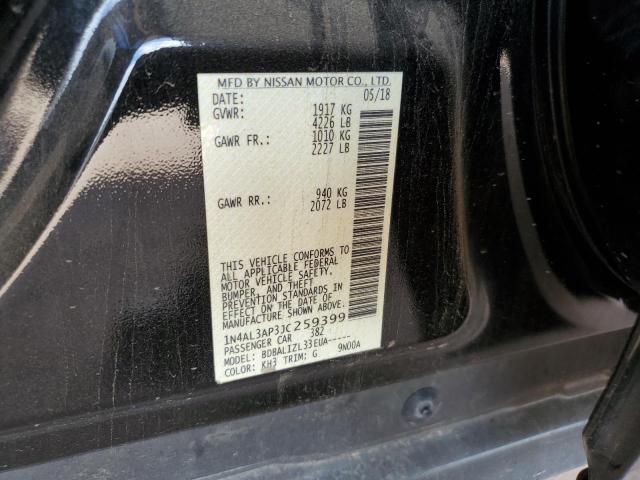 MFD BY NISSAN MOTOR CO., LTD.
DATE: 05/18
GVWR: 1917 KG
4226 LB
GAWR FR.: 1010 KG
2227 LB
GAWR RR.: 940 KG
2072 LB
THIS VEHICLE CONFORMS TO
ALL APPLICABLE FEDERAL
MOTOR VEHICLE SAFETY,
BUMPER, AND THEFT
PREVENTION STANDARDS IN
EFFECT ON THE DATE OF
MANUFACTURE SHOWN ABOVE.
1N4AL3AP3JC259399
PASSENGER CAR 382
MODEL: BDBALIZL33EUA-----
COLOR: KH3 TRIM: G 9N00A